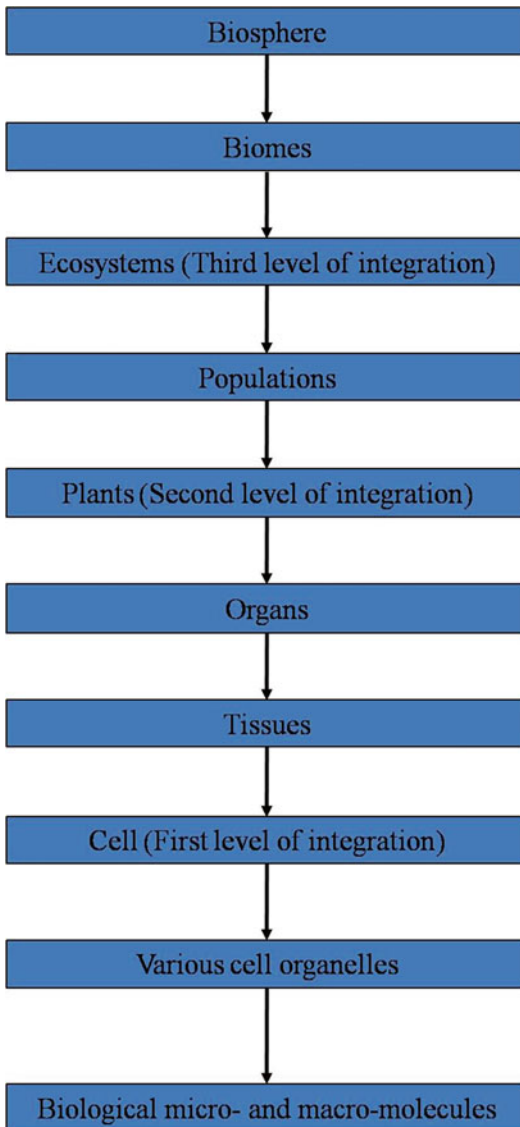 Biosphere
Biomes
Ecosystems (Third level of integration)
Populations
Plants (Second level of integration)
Organs
Tissues
Cell (First level of integration)
Various cell organelles
Biological micro- and macro-molecules